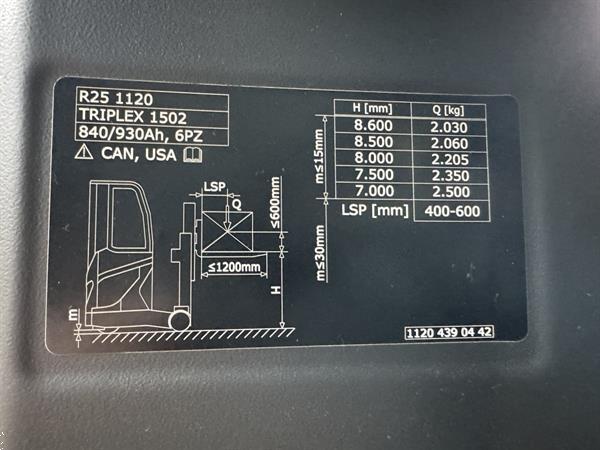 R25 1120
TRIPLEX 1502
840/930Ah, 6PZ
CAN, USA
H [mm] Q [kg]
8.600 2.030
8.500 2.060
8.000 2.205
7.500 2.350
7.000 2.500
LSP [mm] 400-600
m≤15mm
m≤30mm
LSP
Q
≤600mm
≤1200mm
H
m
1120 439 04 42